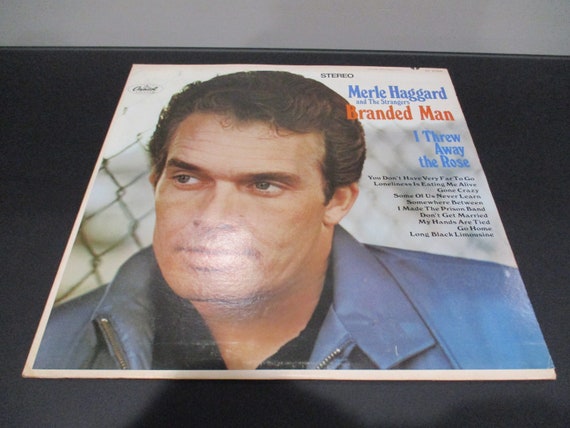 Capitol
STEREO
Merle Haggard
and The Strangers
Branded Man
I Threw
Away
the Rose
You Don't Have Very Far To Go
Loneliness Is Eating Me Alive
Gone Crazy
Some Of Us Never Learn
Somewhere Between
I Made The Prison Band
Don't Get Married
My Hands Are Tied
Go Home
Long Black Limousine